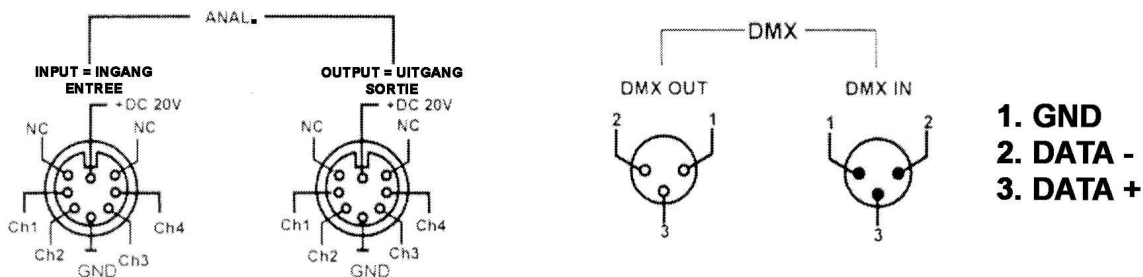 ANAL.
INPUT = INGANG
ENTREE
+DC 20V
NC
NC
Ch1
Ch2
GND
Ch3
Ch4
OUTPUT = UITGANG
SORTIE
+DC 20V
NC
NC
Ch1
Ch2
GND
Ch3
Ch4
DMX
DMX OUT
2
1
3
DMX IN
1
2
3
1. GND
2. DATA -
3. DATA +